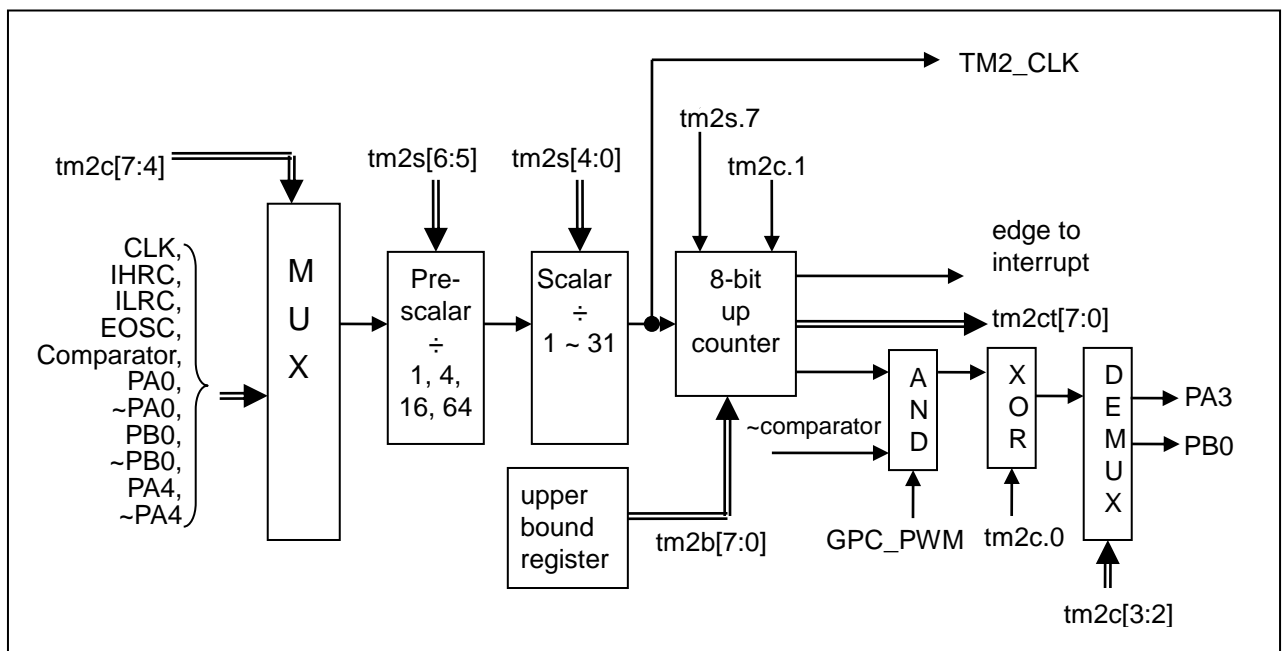 TM2_CLK
tm2s.7
tm2c[7:4]
tm2s[6:5]
tm2s[4:0]
tm2c.1
CLK,
IHRC,
ILRC,
EOSC,
Comparator,
PA0,
~PA0,
PB0,
~PB0,
PA4,
~PA4
M
U
X
Pre-
scalar
÷
1, 4,
16, 64
Scalar
÷
1 ~ 31
8-bit
up
counter
edge to
interrupt
tm2ct[7:0]
~comparator
A
N
D
X
O
R
D
E
M
U
X
PA3
PB0
upper
bound
register
tm2b[7:0]
GPC_PWM
tm2c.0
tm2c[3:2]